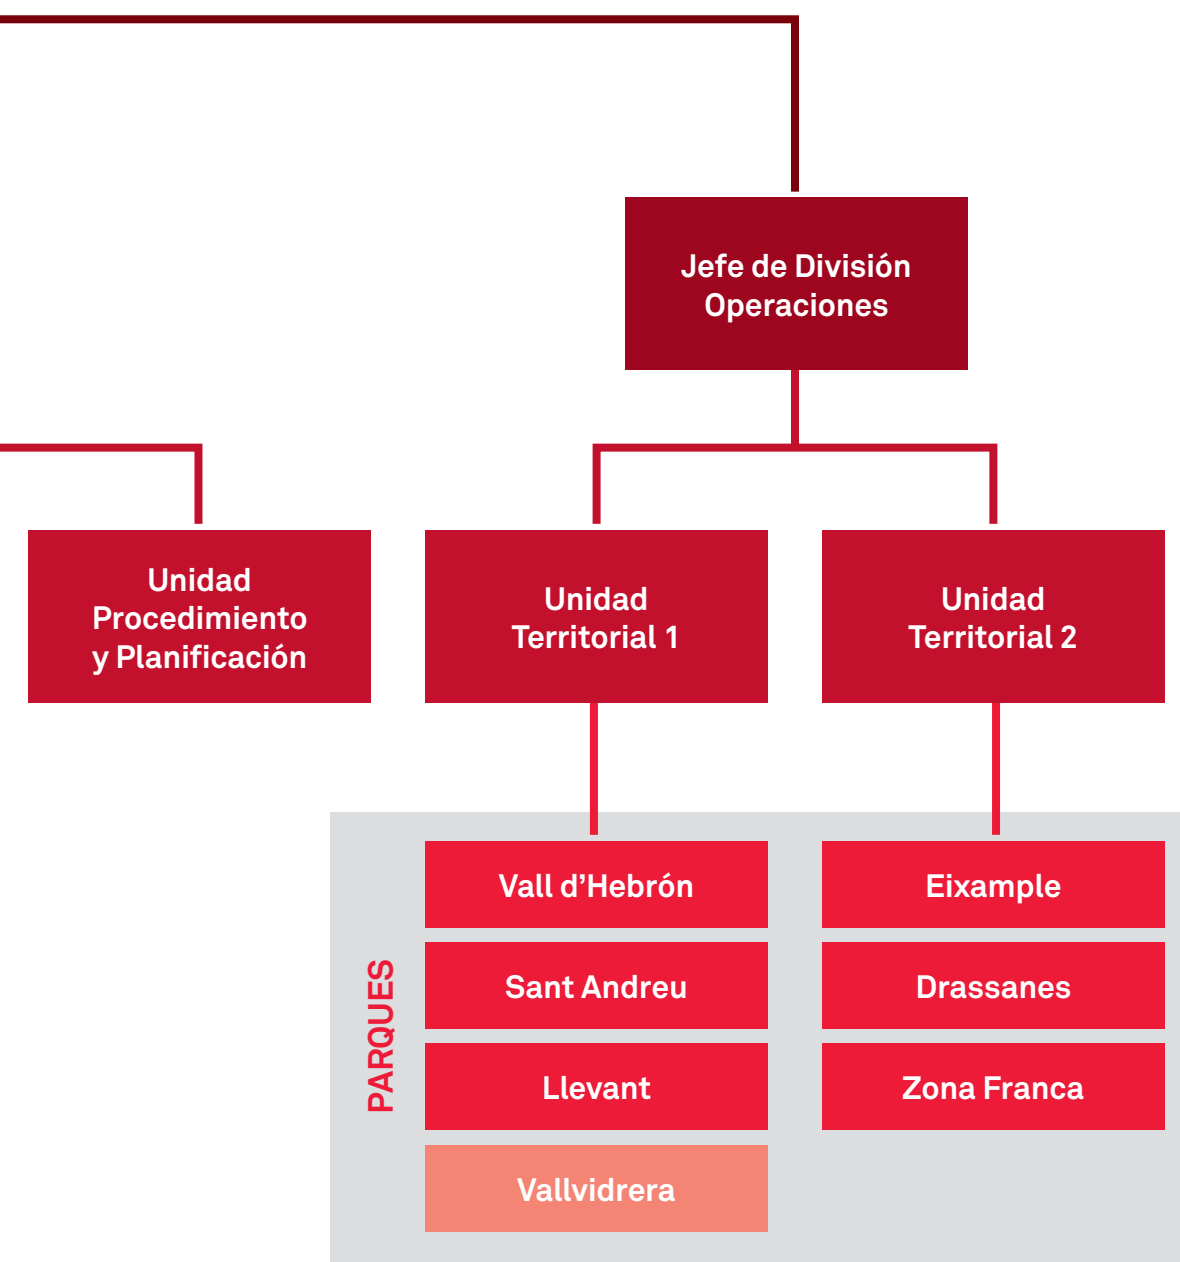 Jefe de División
Operaciones
Unidad
Procedimiento
y Planificación
Unidad
Territorial 1
Unidad
Territorial 2
PARQUES
Vall d’Hebrón
Sant Andreu
Llevant
Vallvidrera
Eixample
Drassanes
Zona Franca